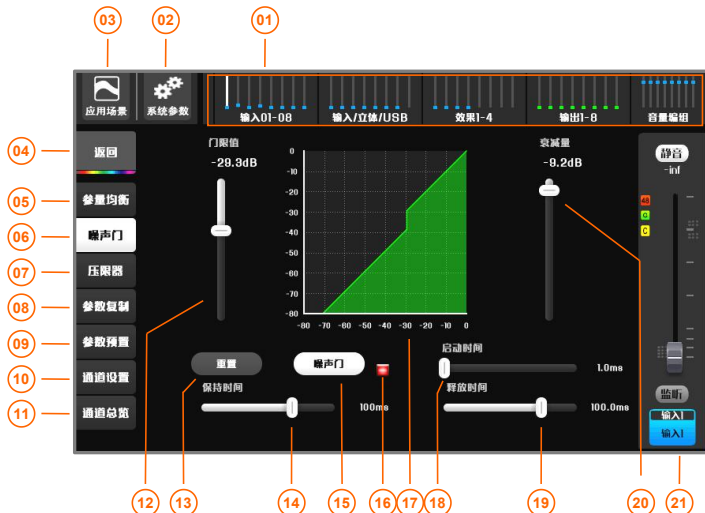 03 02 01
应用场景 系统参数 输入01-08 输入/立体/USB 效果1-4 输出1-8 音量编组
04 返回
05 参量均衡
06 噪声门
07 压限器
08 参数复制
09 参数预置
10 通道设置
11 通道总览
门限值
-29.3dB
0
-10
-20
-30
-40
-50
-60
-70
-80
-80 -70 -60 -50 -40 -30 -20 -10 0
衰减量
-9.2dB
静音
-inf
48
G
C
重置 噪声门
启动时间
1.0ms
保持时间
100ms
释放时间
100.0ms
监听
输入1
输入1
12 13 14 15 16 17 18 19 20 21